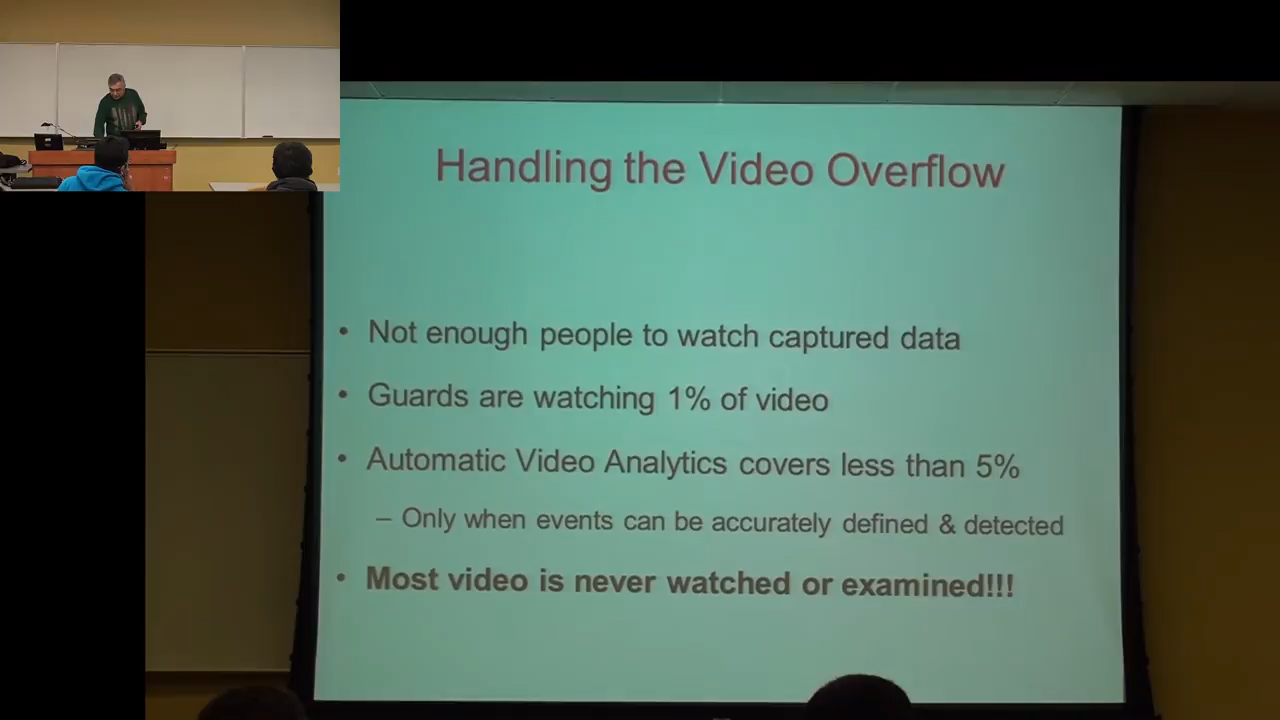 Handling the Video Overflow
• Not enough people to watch captured data
• Guards are watching 1% of video
• Automatic Video Analytics covers less than 5%
– Only when events can be accurately defined & detected
• Most video is never watched or examined!!!